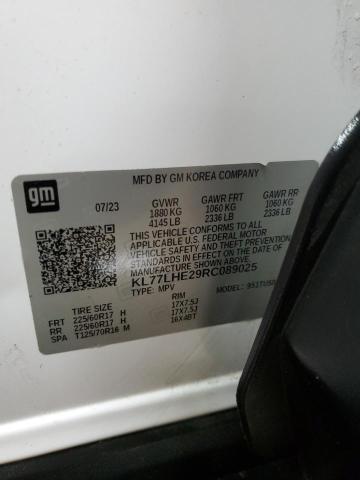 MFD BY GM KOREA COMPANY
gm
07/23 GVWR GAWR FRT GAWR RR
1880 KG 1060 KG 1060 KG
4145 LB 2336 LB 2336 LB
THIS VEHICLE CONFORMS TO ALL
APPLICABLE U.S. FEDERAL MOTOR
VEHICLE SAFETY AND THEFT
PREVENTION STANDARDS IN EFFECT
ON THE DATE OF MANUFACTURE
SHOWN ABOVE.
KL77LHE29RC089025
TYPE: MPV MODEL:
TIRE SIZE RIM
FRT 225/60R17 H 17X7.5J
RR 225/60R17 H 17X7.5J
SPA T125/70R16 M 16X4BT